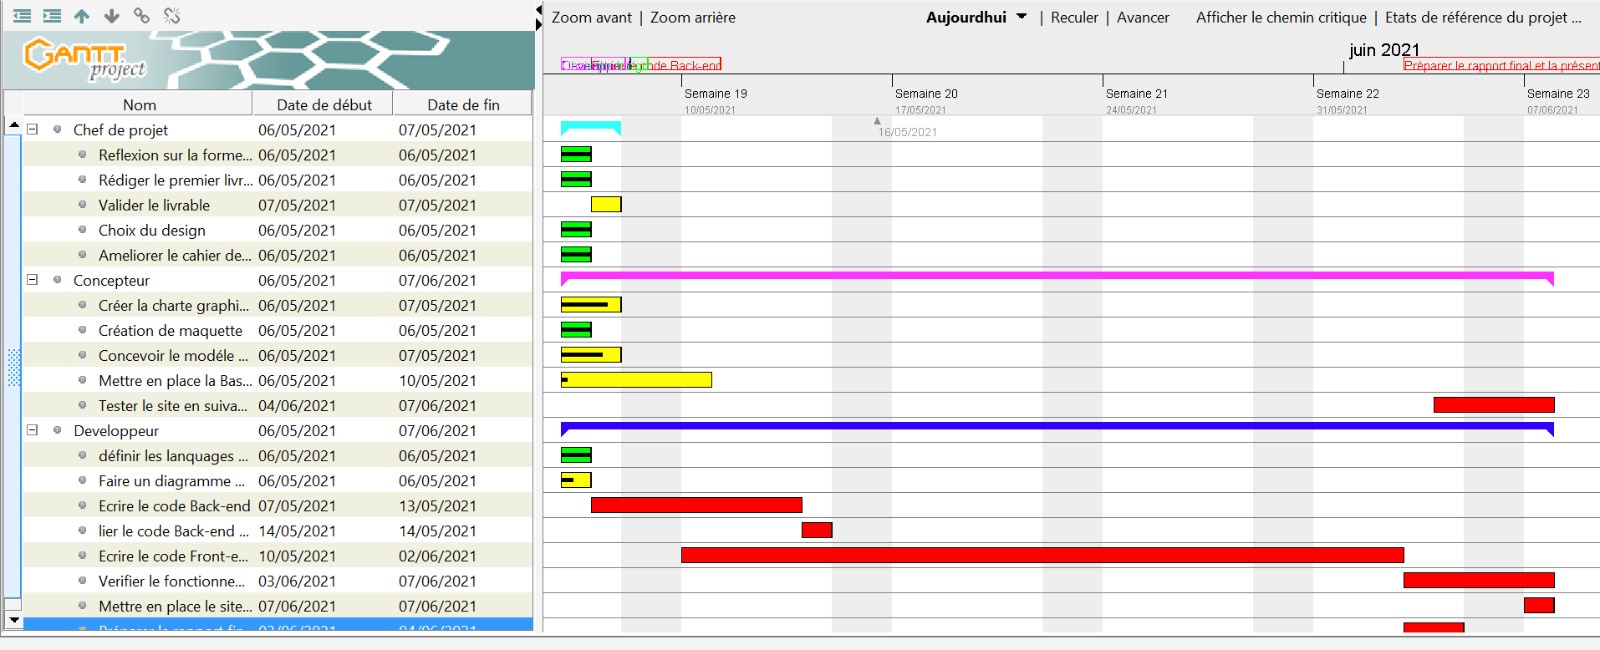 Zoom avant | Zoom arrière
Aujourdhui | Reculer | Avancer
Afficher le chemin critique | Etats de référence du projet ...
GANTT
project
juin 2021
de Back-end
Préparer le rapport final et la présent
Nom Date de début Date de fin
Semaine 19 Semaine 20 Semaine 21 Semaine 22 Semaine 23
10/05/2021 17/05/2021 24/05/2021 31/05/2021 07/06/2021
16/05/2021
Chef de projet 06/05/2021 07/05/2021
Reflexion sur la forme... 06/05/2021 06/05/2021
Rédiger le premier livr... 06/05/2021 06/05/2021
Valider le livrable 07/05/2021 07/05/2021
Choix du design 06/05/2021 06/05/2021
Ameliorer le cahier de... 06/05/2021 06/05/2021
Concepteur 06/05/2021 07/06/2021
Créer la charte graphi... 06/05/2021 07/05/2021
Création de maquette 06/05/2021 06/05/2021
Concevoir le modéle ... 06/05/2021 07/05/2021
Mettre en place la Bas... 06/05/2021 10/05/2021
Tester le site en suiva... 04/06/2021 07/06/2021
Developpeur 06/05/2021 07/06/2021
définir les lanquages ... 06/05/2021 06/05/2021
Faire un diagramme ... 06/05/2021 06/05/2021
Ecrire le code Back-end 07/05/2021 13/05/2021
lier le code Back-end ... 14/05/2021 14/05/2021
Ecrire le code Front-e... 10/05/2021 02/06/2021
Verifier le fonctionne... 03/06/2021 07/06/2021
Mettre en place le site... 07/06/2021 07/06/2021
Préparer le rapport fin... 03/06/2021 04/06/2021